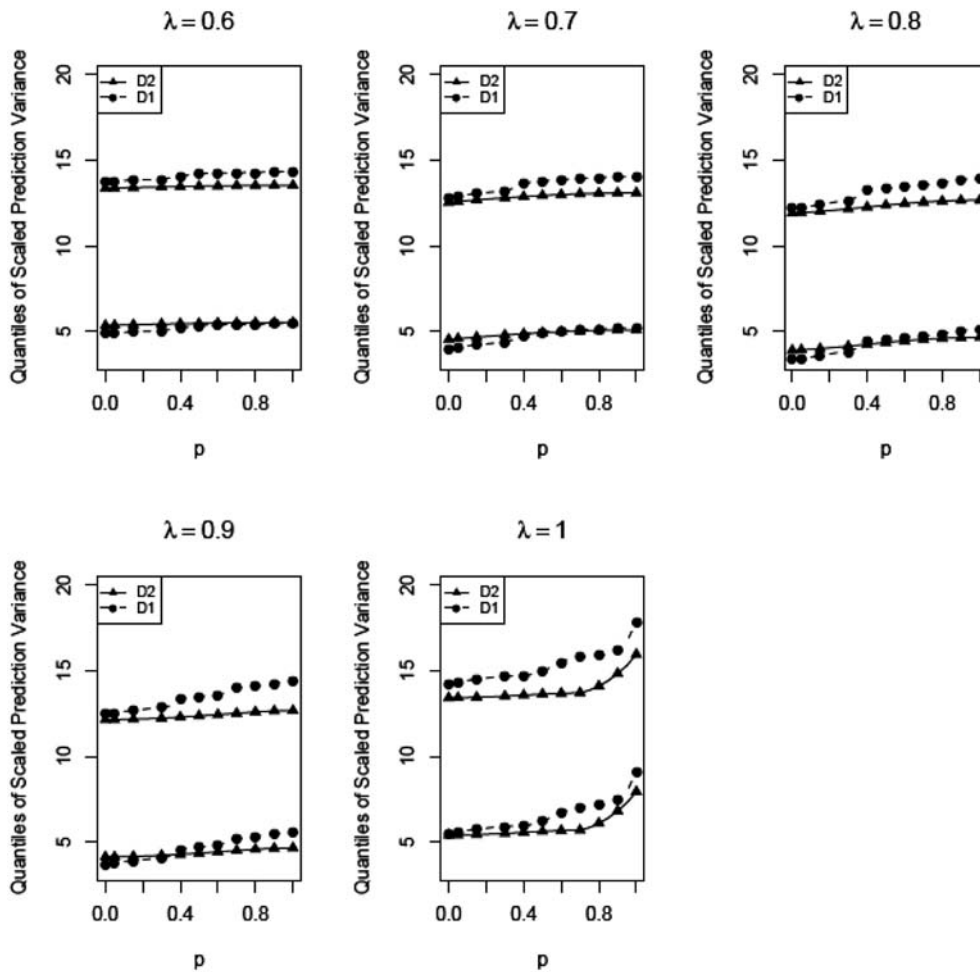 λ = 0.6
Quantiles of Scaled Prediction Variance
20
15
10
5
D2
D1
0.0 0.4 0.8
p
λ = 0.7
Quantiles of Scaled Prediction Variance
20
15
10
5
D2
D1
0.0 0.4 0.8
p
λ = 0.8
Quantiles of Scaled Prediction Variance
20
15
10
5
D2
D1
0.0 0.4 0.8
p
λ = 0.9
Quantiles of Scaled Prediction Variance
20
15
10
5
D2
D1
0.0 0.4 0.8
p
λ = 1
Quantiles of Scaled Prediction Variance
20
15
10
5
D2
D1
0.0 0.4 0.8
p